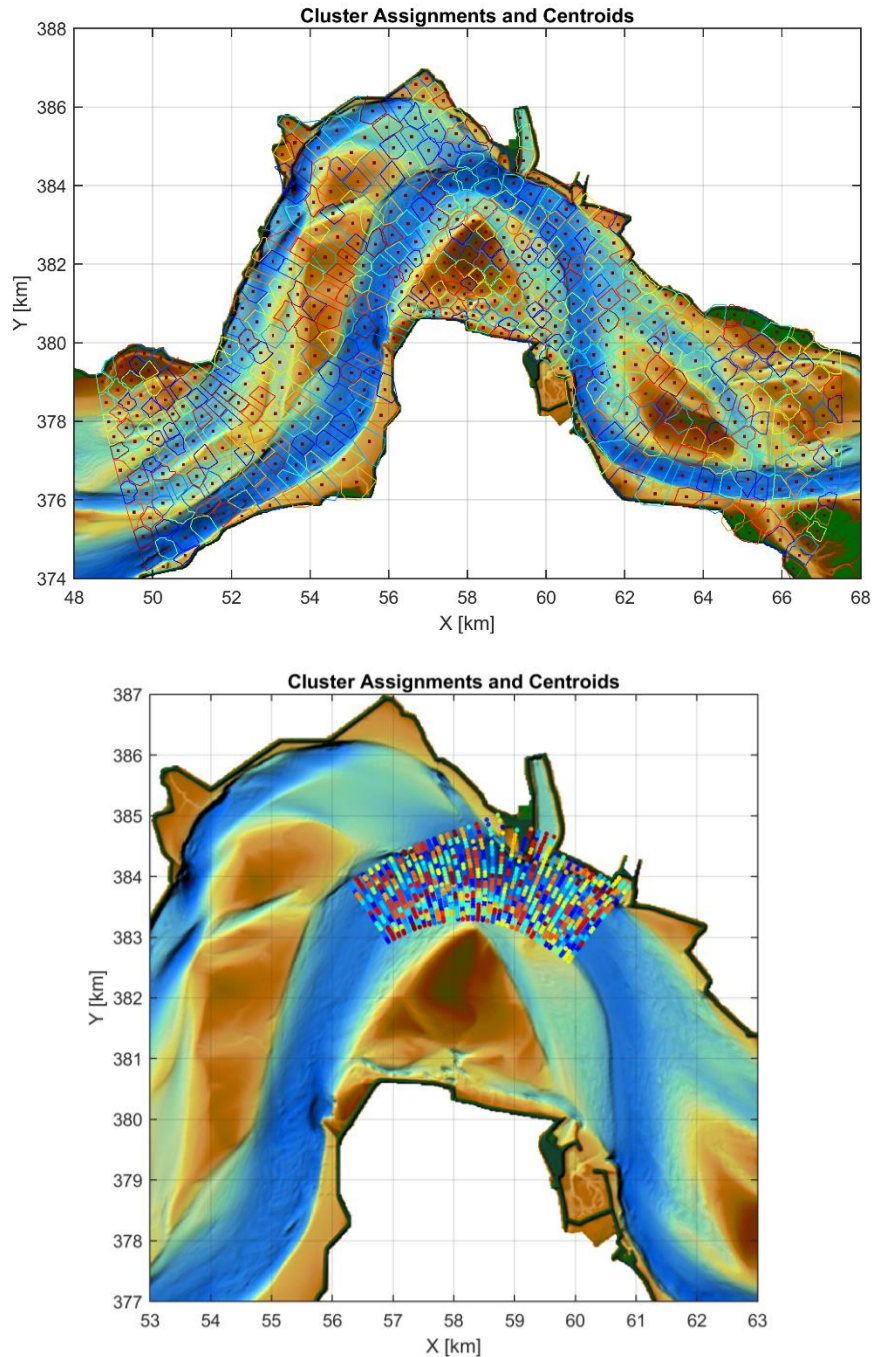 Cluster Assignments and Centroids
388
386
384
382
380
378
376
374
Y [km]
48 50 52 54 56 58 60 62 64 66 68
X [km]
Cluster Assignments and Centroids
387
386
385
384
383
382
381
380
379
378
377
Y [km]
53 54 55 56 57 58 59 60 61 62 63
X [km]